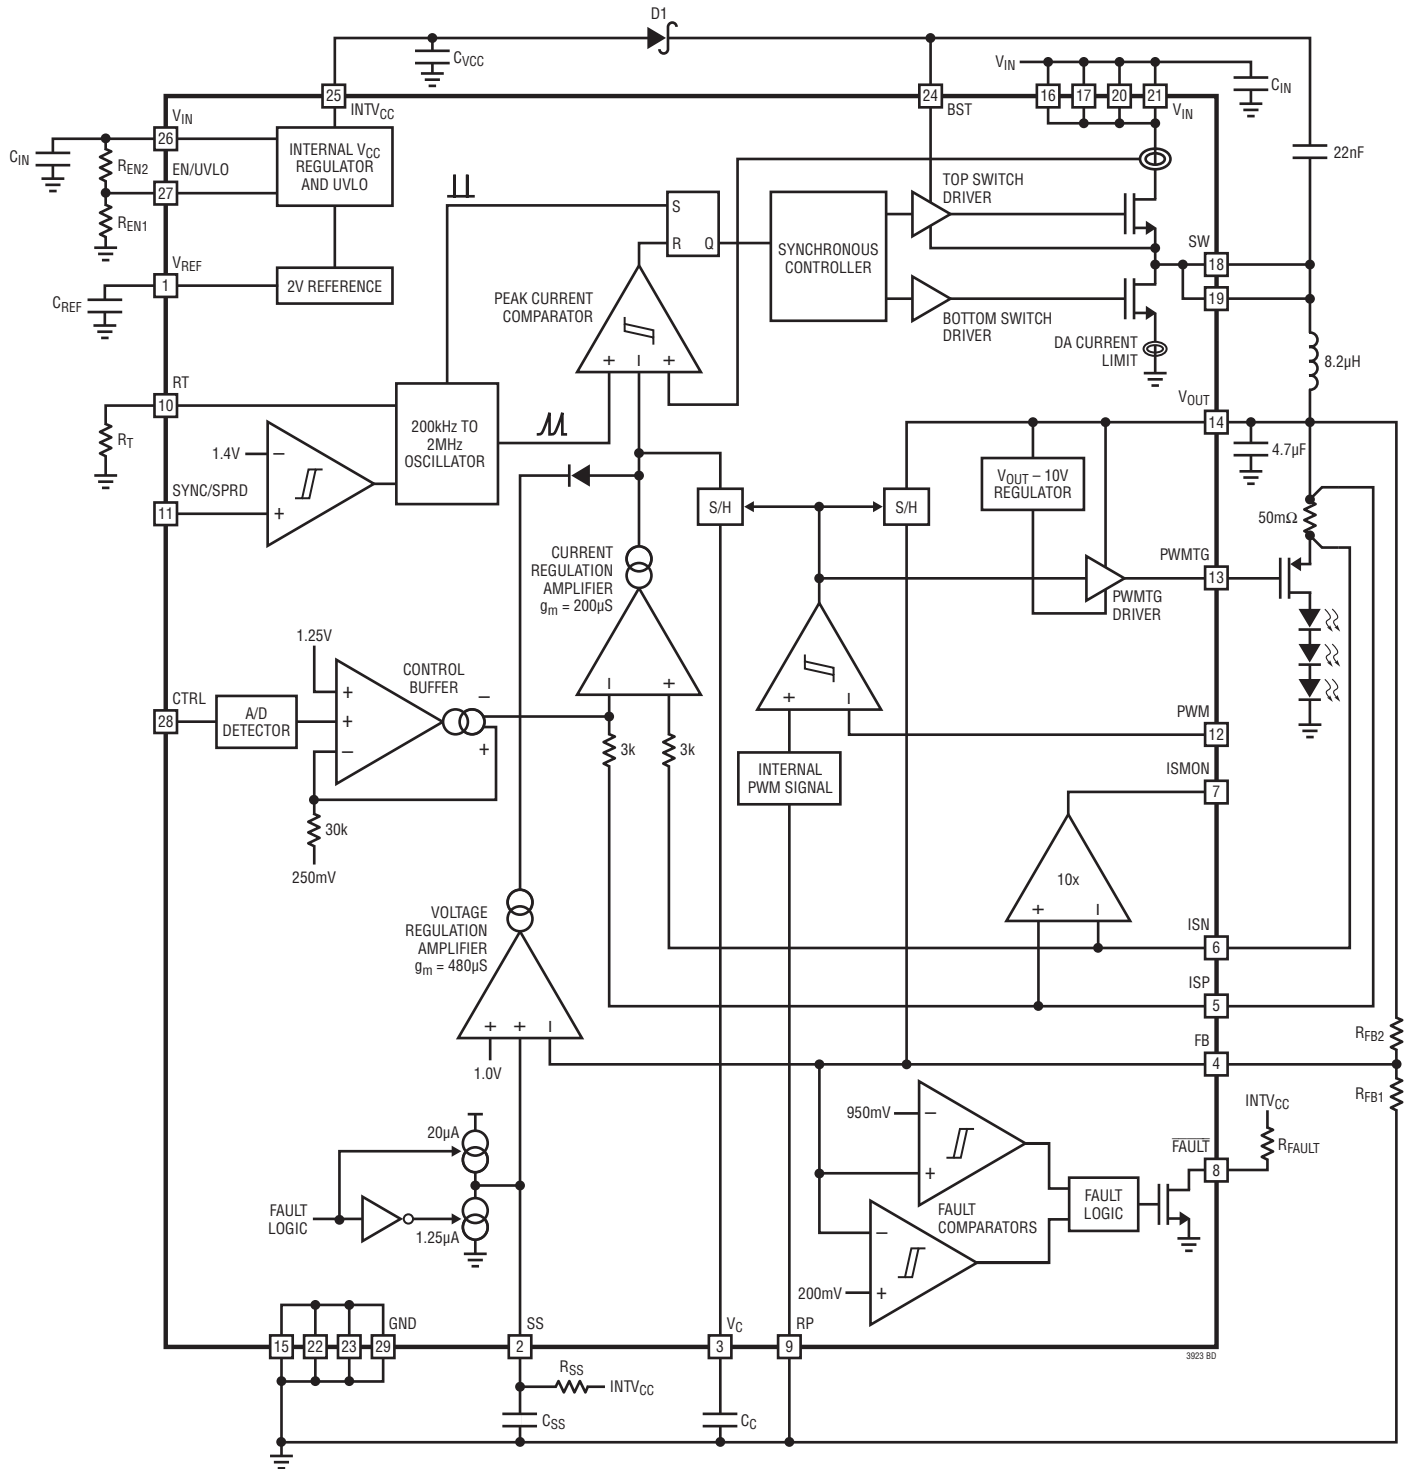 D1
CVCC
VIN
CIN
25
INTVCC
24
BST
16
17
20
21
VIN
VIN
26
CIN
REN2
EN/UVLO
27
REN1
INTERNAL VCC
REGULATOR
AND UVLO
22nF
TOP SWITCH
DRIVER
S
R
Q
SYNCHRONOUS
CONTROLLER
SW
18
19
VREF
1
CREF
2V REFERENCE
PEAK CURRENT
COMPARATOR
+
–
+
BOTTOM SWITCH
DRIVER
DA CURRENT
LIMIT
8.2µH
RT
10
RT
200kHz TO
2MHz
OSCILLATOR
VOUT
14
4.7µF
1.4V
–
+
SYNC/SPRD
11
S/H
S/H
VOUT – 10V
REGULATOR
50mΩ
CURRENT
REGULATION
AMPLIFIER
gm = 200µS
–
+
PWMTG
13
PWMTG
DRIVER
1.25V
CONTROL
BUFFER
CTRL
28
A/D
DETECTOR
+
+
–
–
+
3k
3k
30k
250mV
+
–
PWM
12
INTERNAL
PWM SIGNAL
ISMON
7
10x
+
–
VOLTAGE
REGULATION
AMPLIFIER
gm = 480µS
+
+
–
1.0V
ISN
6
ISP
5
FB
4
RFB2
RFB1
950mV
–
+
INTVCC
RFAULT
FAULT
8
20µA
FAULT
LOGIC
1.25µA
FAULT
COMPARATORS
FAULT
LOGIC
–
200mV
+
15
22
23
29
GND
SS
2
VC
3
RP
9
3923 BD
RSS
INTVCC
CSS
CC